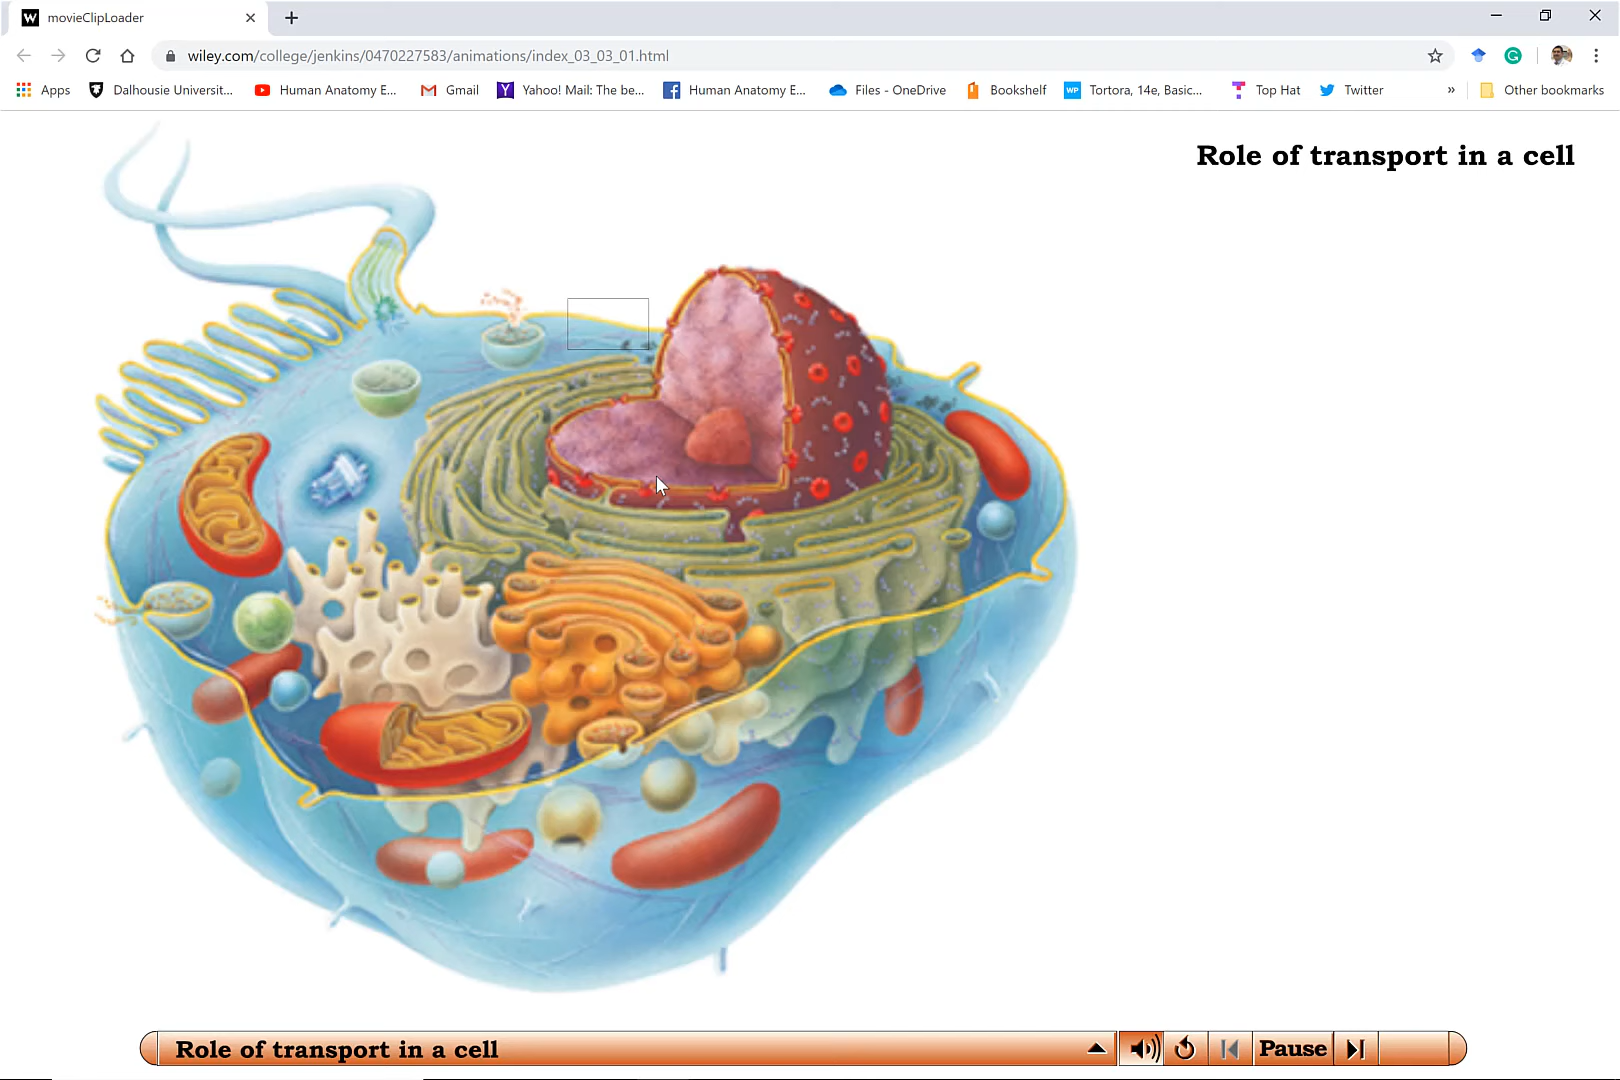 W movieClipLoader
wiley.com/college/jenkins/0470227583/animations/index_03_03_01.html
Apps Dalhousie Universit... Human Anatomy E... Gmail Yahoo! Mail: The be... Human Anatomy E... Files - OneDrive Bookshelf WP Tortora, 14e, Basic... Top Hat Twitter » Other bookmarks
Role of transport in a cell
Role of transport in a cell Pause